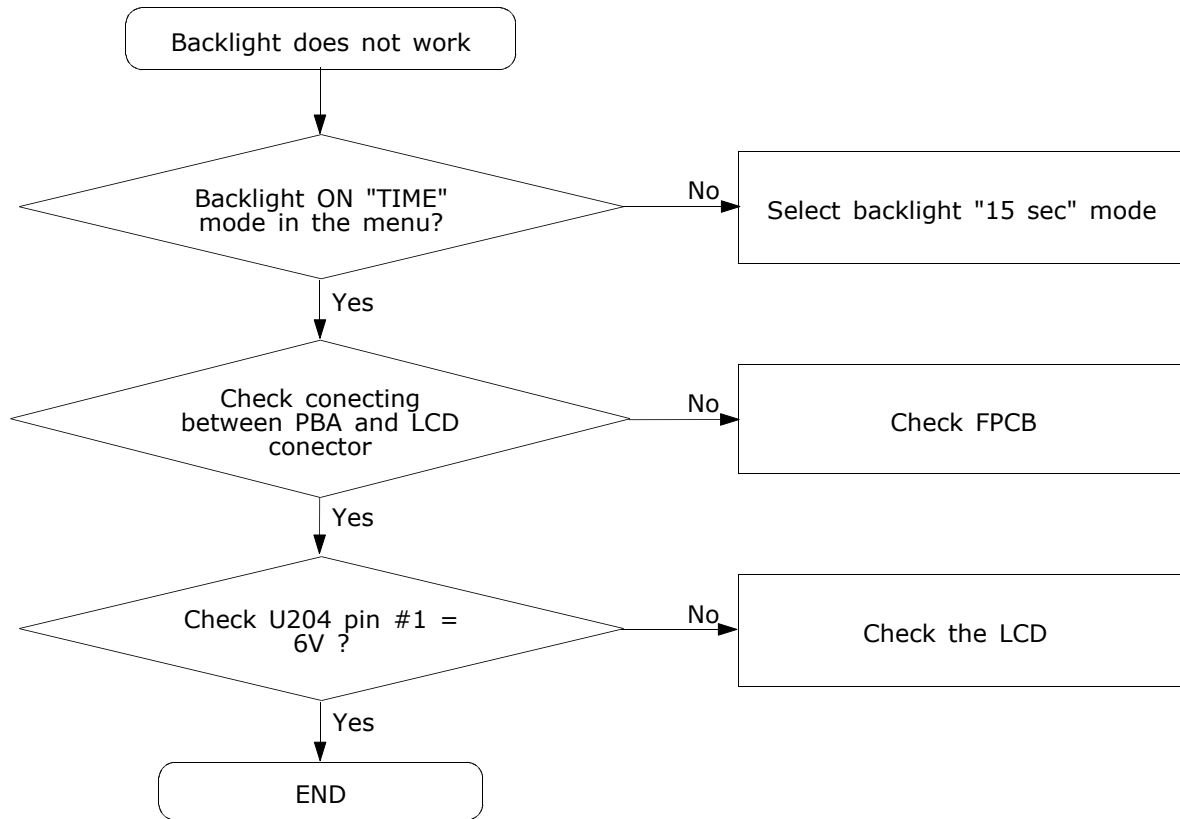 Backlight does not work
Backlight ON "TIME"
mode in the menu?
No
Select backlight "15 sec" mode
Yes
Check conecting
between PBA and LCD
conector
No
Check FPCB
Yes
Check U204 pin #1 =
6V ?
No
Check the LCD
Yes
END